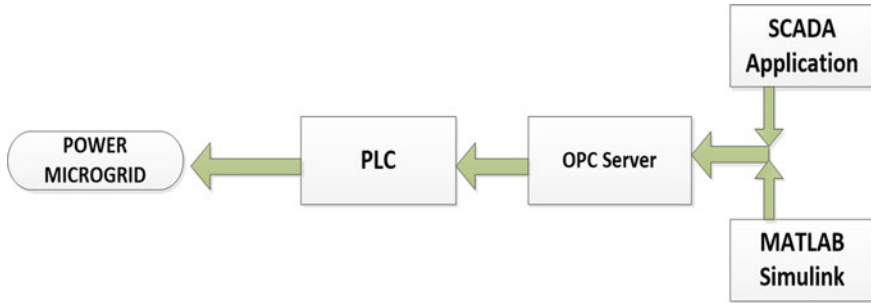 SCADA
Application
POWER
MICROGRID
PLC
OPC Server
MATLAB
Simulink